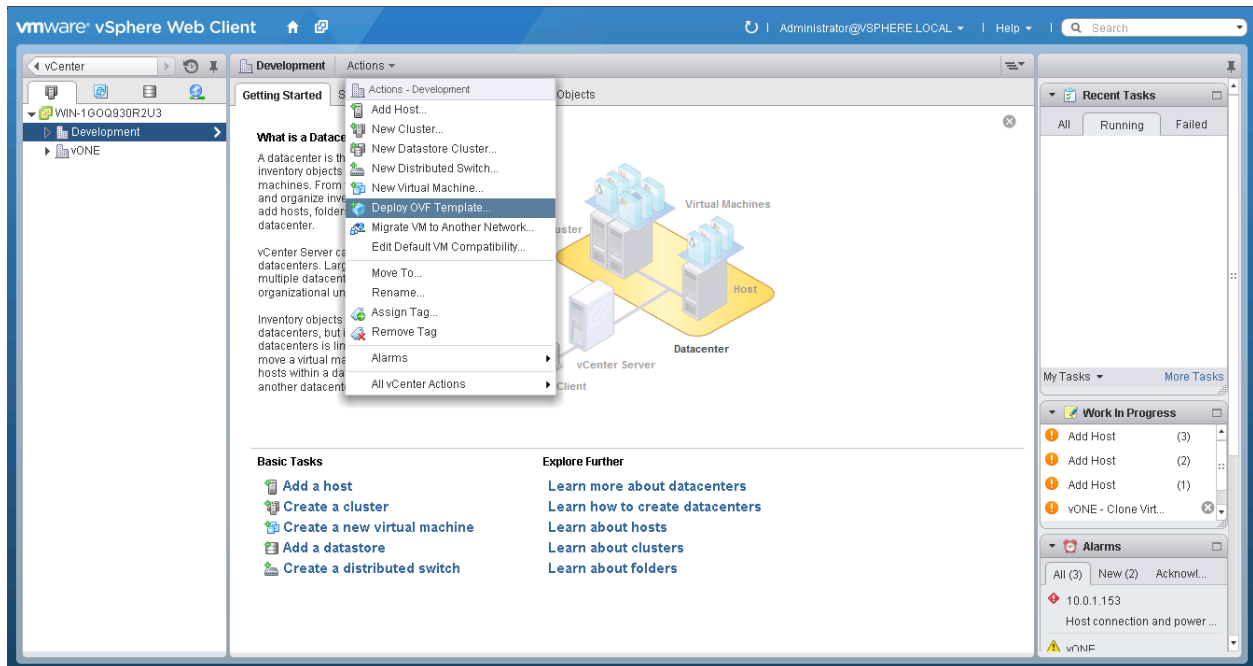 vmware® vSphere Web Client
Administrator@VSPHERE.LOCAL
Help
Search
vCenter
WIN-1GOQ930R2U3
Development
vONE
Development
Actions
Getting Started
S
Objects
Actions - Development
Add Host...
New Cluster...
New Datastore Cluster...
New Distributed Switch...
New Virtual Machine...
Deploy OVF Template...
Migrate VM to Another Network...
Edit Default VM Compatibility...
Move To...
Rename...
Assign Tag...
Remove Tag
Alarms
All vCenter Actions
What is a Datace
A datacenter is th
inventory objects
machines. From
and organize inve
add hosts, folder
datacenter.
vCenter Server ca
datacenters. Larg
multiple datacent
organizational un
Inventory objects
datacenters, but i
datacenters is lim
move a virtual ma
hosts within a da
another datacent
Virtual Machines
uster
Host
Datacenter
vCenter Server
Client
Basic Tasks
Add a host
Create a cluster
Create a new virtual machine
Add a datastore
Create a distributed switch
Explore Further
Learn more about datacenters
Learn how to create datacenters
Learn about hosts
Learn about clusters
Learn about folders
Recent Tasks
All
Running
Failed
My Tasks
More Tasks
Work In Progress
Add Host (3)
Add Host (2)
Add Host (1)
vONE - Clone Virt...
Alarms
All (3)
New (2)
Acknowl...
10.0.1.153
Host connection and power ...
vONE